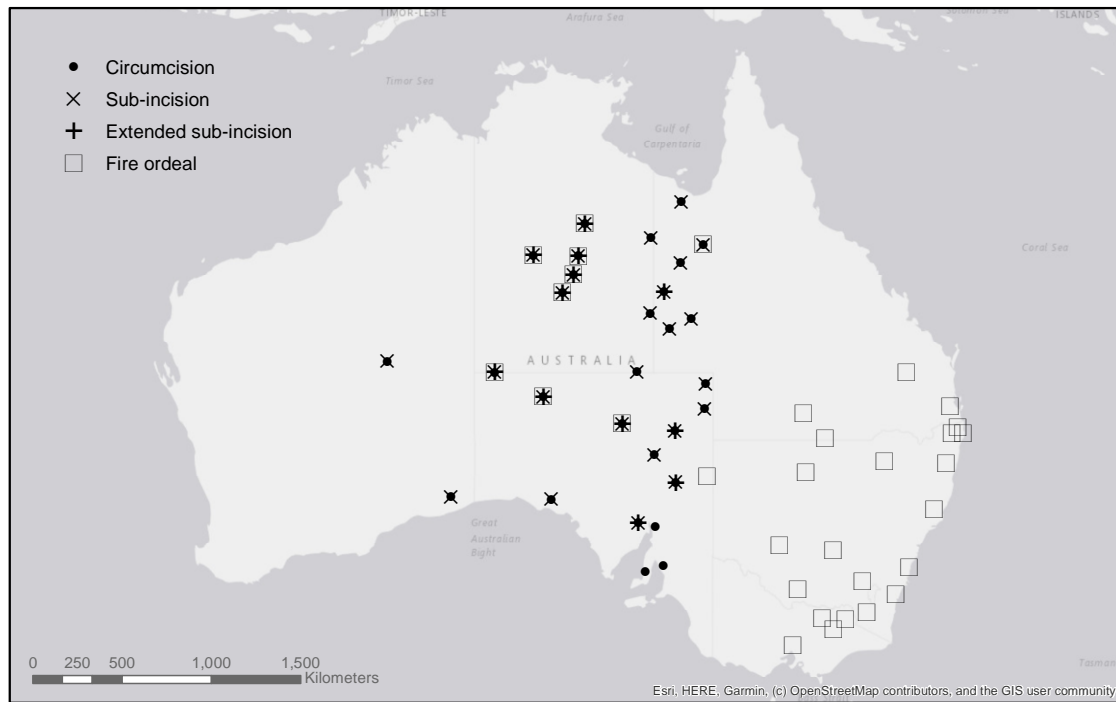 TIMOR-LESTE
Arafura Sea
ISLANDS
Circumcision
Timor Sea
Sub-incision
Extended sub-incision
Gulf of
Carpentaria
Fire ordeal
Coral Sea
AUSTRALIA
Great
Australian
Bight
0 250 500 1,000 1,500
Kilometers
Tasman
Esri, HERE, Garmin, (c) OpenStreetMap contributors, and the GIS user community